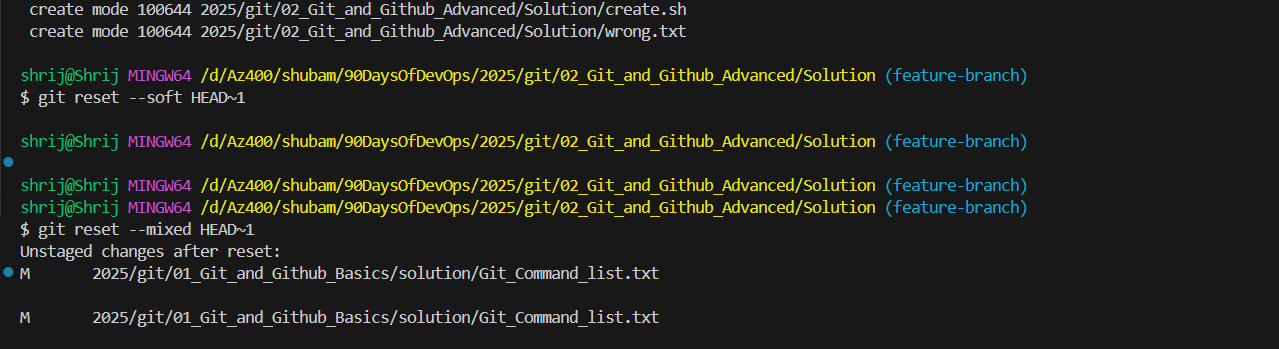 create mode 100644 2025/git/02_Git_and_Github_Advanced/Solution/create.sh
create mode 100644 2025/git/02_Git_and_Github_Advanced/Solution/wrong.txt
shrij@Shrij MINGW64 /d/Az400/shubam/90DaysOfDevOps/2025/git/02_Git_and_Github_Advanced/Solution (feature-branch)
$ git reset --soft HEAD~1
shrij@Shrij MINGW64 /d/Az400/shubam/90DaysOfDevOps/2025/git/02_Git_and_Github_Advanced/Solution (feature-branch)
shrij@Shrij MINGW64 /d/Az400/shubam/90DaysOfDevOps/2025/git/02_Git_and_Github_Advanced/Solution (feature-branch)
shrij@Shrij MINGW64 /d/Az400/shubam/90DaysOfDevOps/2025/git/02_Git_and_Github_Advanced/Solution (feature-branch)
$ git reset --mixed HEAD~1
Unstaged changes after reset:
M       2025/git/01_Git_and_Github_Basics/solution/Git_Command_list.txt
M       2025/git/01_Git_and_Github_Basics/solution/Git_Command_list.txt